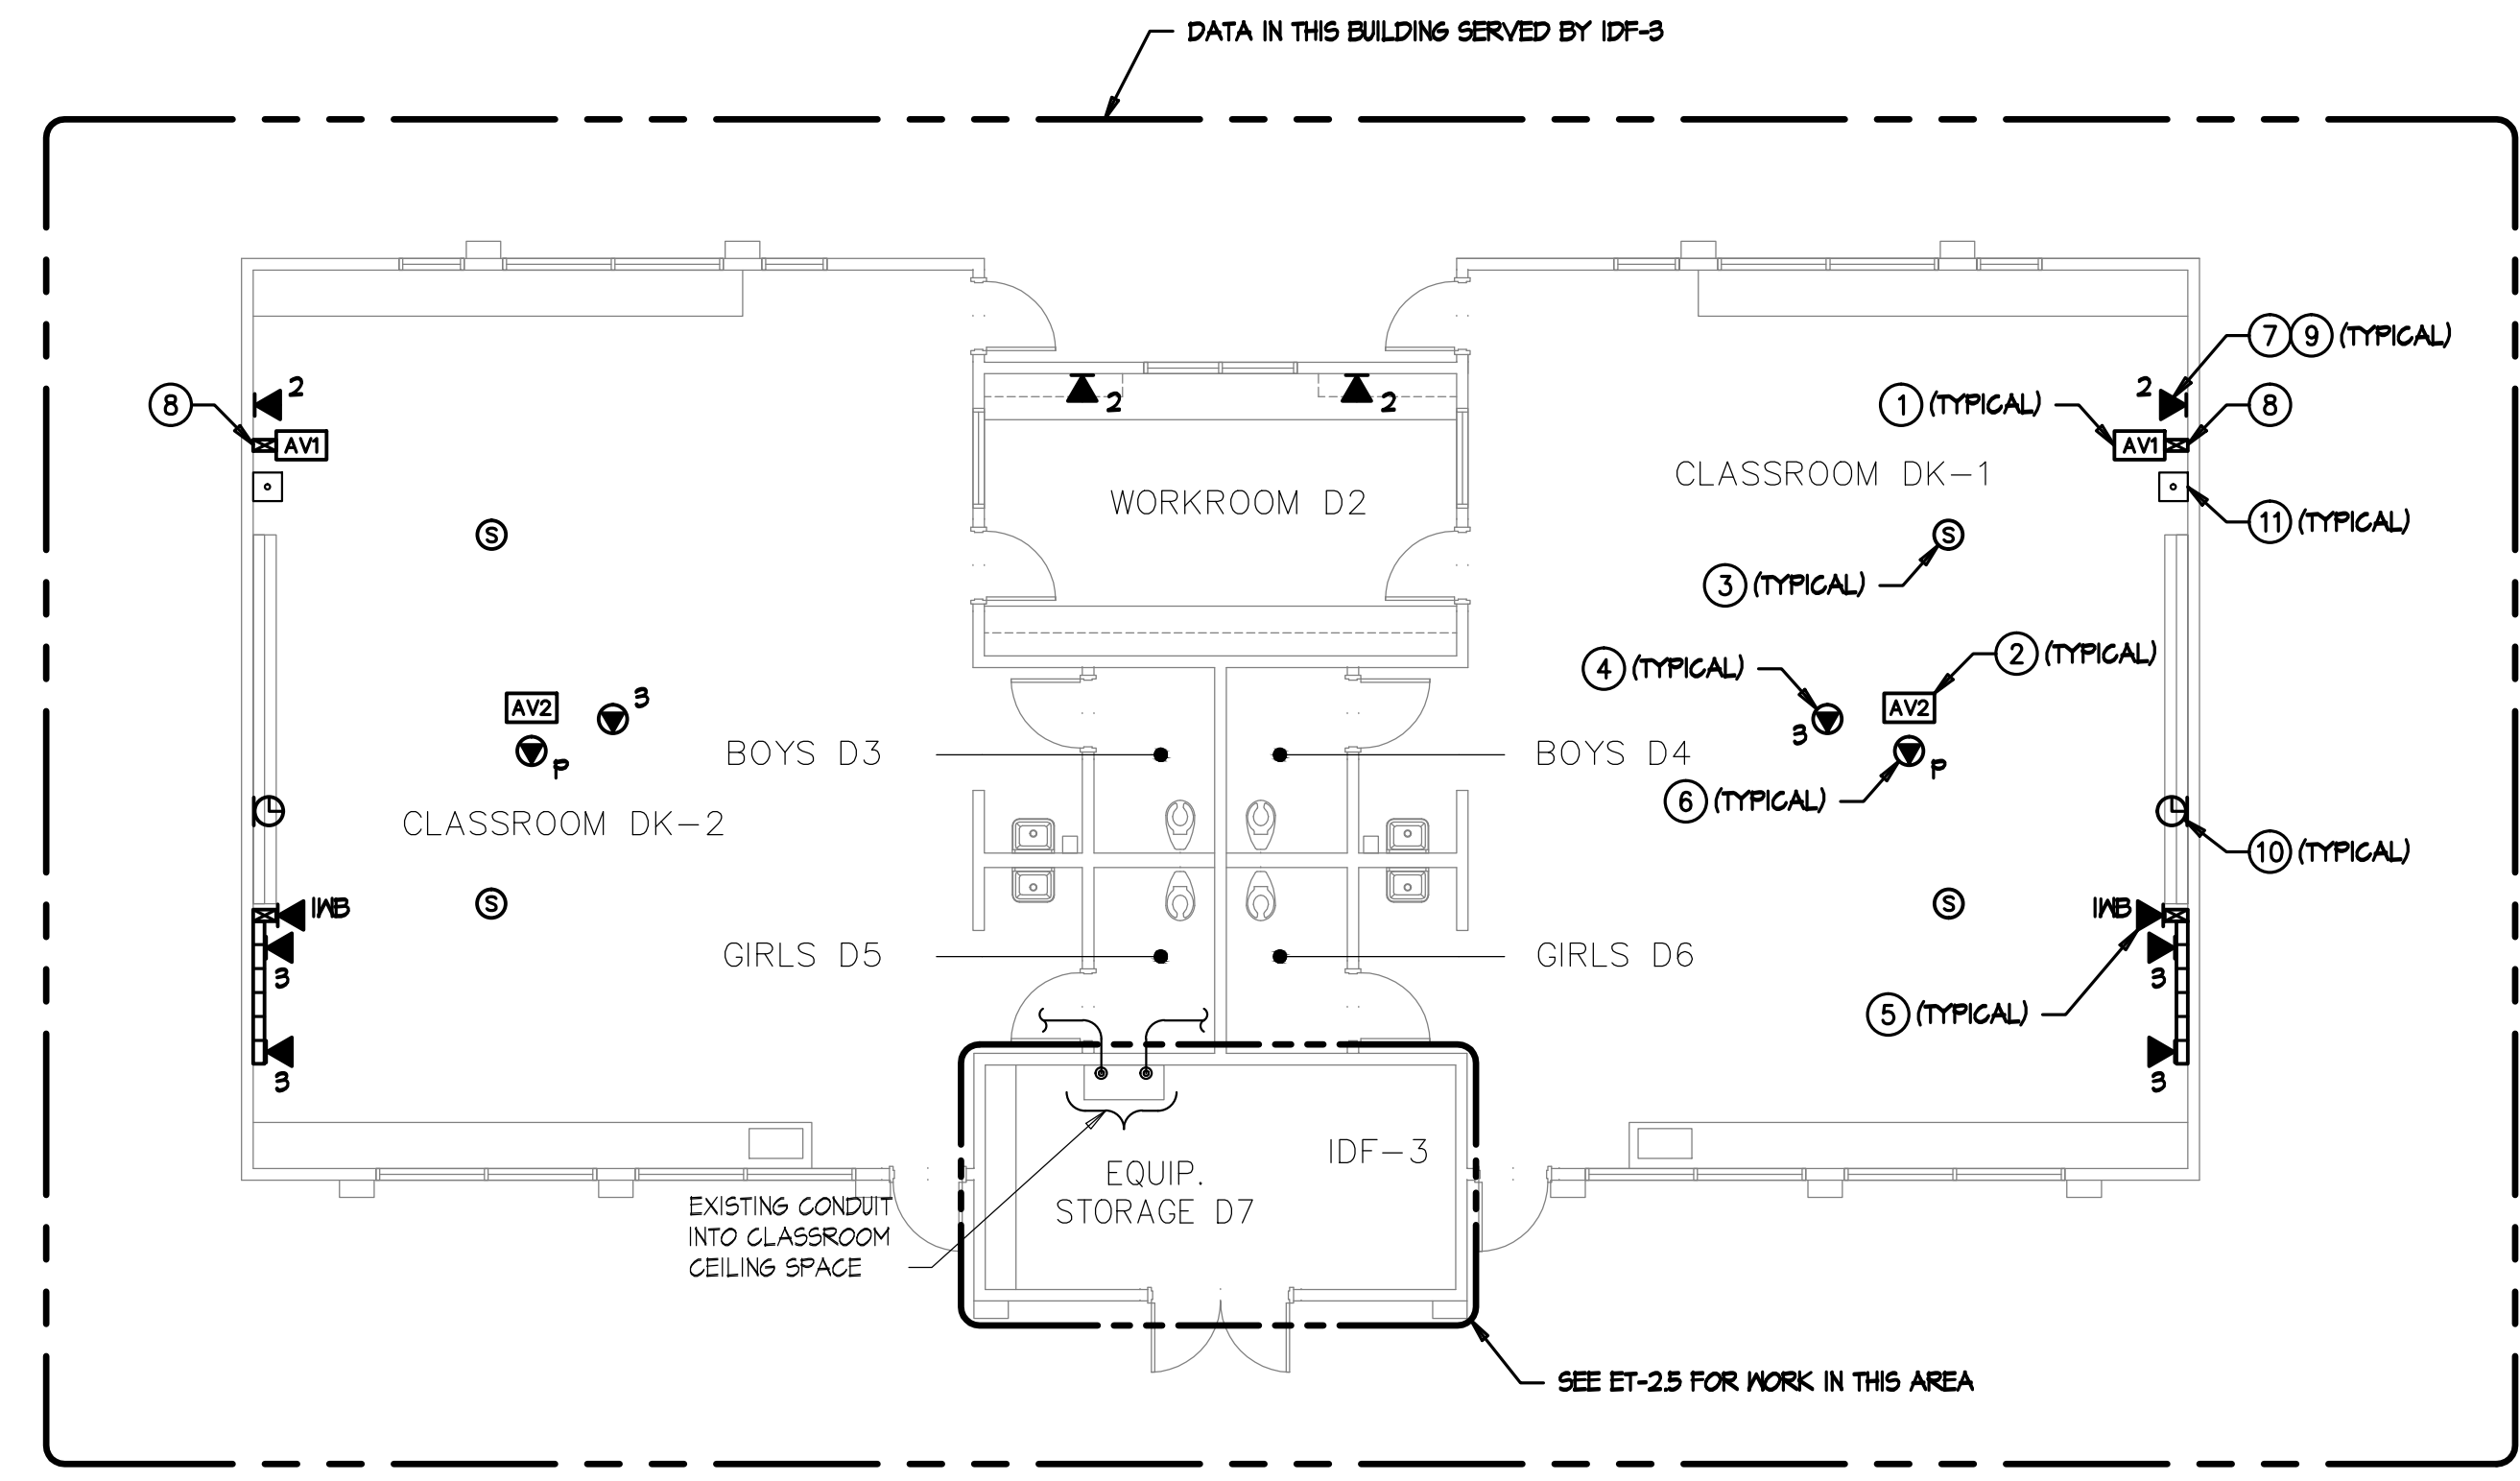 DATA IN THIS BUILDING SERVED BY IDF-3
7 9 (TYPICAL)
2
8
AV1
2
2
1 (TYPICAL)
2
AV1
8
CLASSROOM DK-1
WORKROOM D2
11 (TYPICAL)
S
S
3 (TYPICAL)
4 (TYPICAL)
2 (TYPICAL)
AV2
3
P
3
AV2
P
BOYS D3
BOYS D4
6 (TYPICAL)
CLASSROOM DK-2
10 (TYPICAL)
S
S
IWB
IWB
GIRLS D5
GIRLS D6
3
3
5 (TYPICAL)
3
3
IDF-3
EQUIP.
STORAGE D7
EXISTING CONDUIT
INTO CLASSROOM
CEILING SPACE
SEE ET-2.5 FOR WORK IN THIS AREA